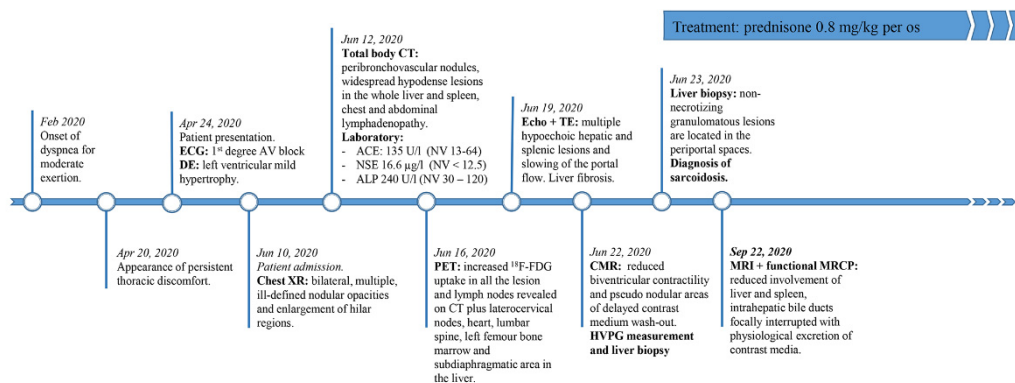 Treatment: prednisone 0.8 mg/kg per os
Feb 2020
Onset of
dyspnea for
moderate
exertion.
Apr 20, 2020
Appearance of persistent
thoracic discomfort.
Apr 24, 2020
Patient presentation.
ECG: 1st degree AV block
DE: left ventricular mild
hypertrophy.
Jun 10, 2020
Patient admission.
Chest XR: bilateral, multiple,
ill-defined nodular opacities
and enlargement of hilar
regions.
Jun 12, 2020
Total body CT:
peribronchovascular nodules,
widespread hypodense lesions
in the whole liver and spleen,
chest and abdominal
lymphadenopathy.
Laboratory:
- ACE: 135 U/l (NV 13-64)
- NSE 16.6 µg/l (NV < 12.5)
- ALP 240 U/l (NV 30 – 120)
Jun 16, 2020
PET: increased 18F-FDG
uptake in all the lesion
and lymph nodes revealed
on CT plus laterocervical
nodes, heart, lumbar
spine, left femour bone
marrow and
subdiaphragmatic area in
the liver.
Jun 19, 2020
Echo + TE: multiple
hypoechoic hepatic and
splenic lesions and
slowing of the portal
flow. Liver fibrosis.
Jun 22, 2020
CMR: reduced
biventricular contractility
and pseudo nodular areas
of delayed contrast
medium wash-out.
HVPG measurement
and liver biopsy
Jun 23, 2020
Liver biopsy: non-
necrotizing
granulomatous lesions
are located in the
periportal spaces.
Diagnosis of
sarcoidosis.
Sep 22, 2020
MRI + functional MRCP:
reduced involvement of
liver and spleen,
intrahepatic bile ducts
focally interrupted with
physiological excretion of
contrast media.